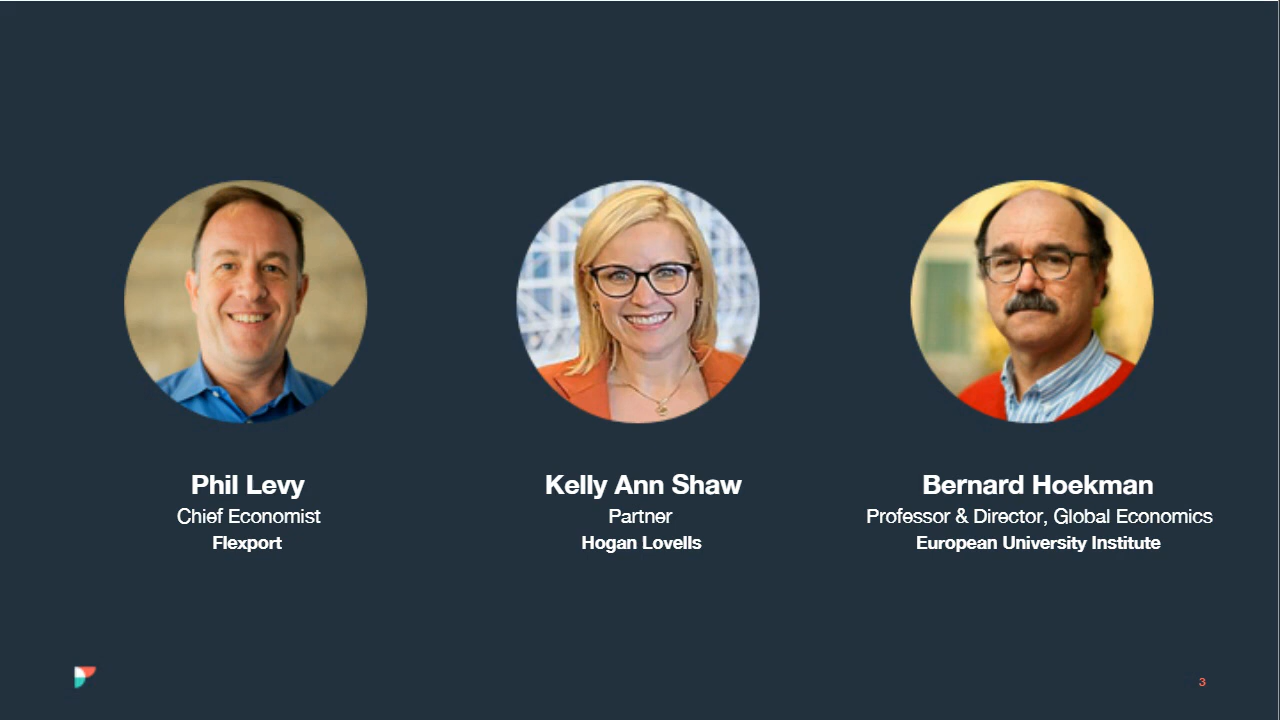 Phil Levy
Chief Economist
Flexport
Kelly Ann Shaw
Partner
Hogan Lovells
Bernard Hoekman
Professor & Director, Global Economics
European University Institute
3